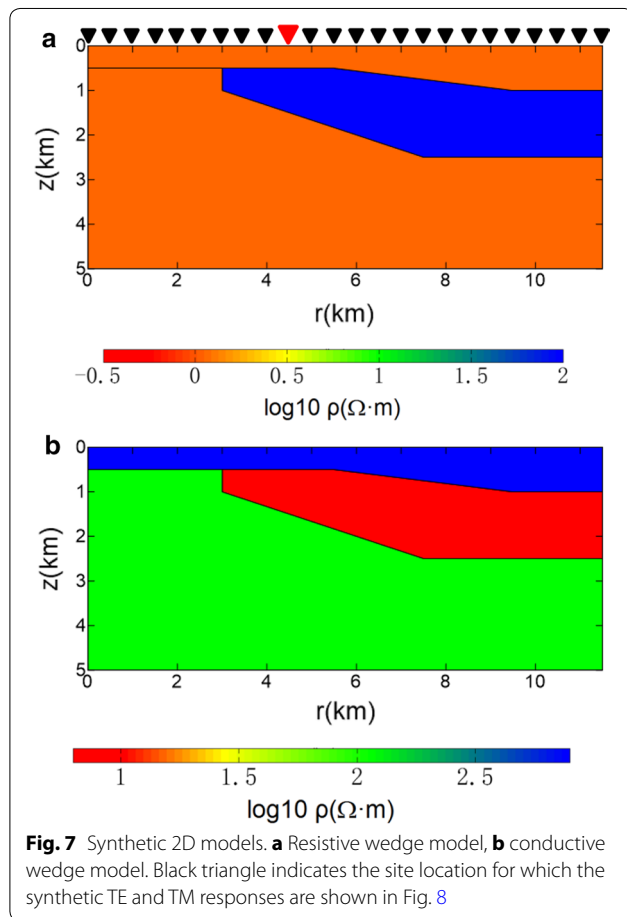 a
0
1
2
3
4
5
z(km)
0 2 4 6 8 10
r(km)
−0.5 0 0.5 1 1.5 2
log10 ρ(Ω·m)
b
0
1
2
3
4
5
z(km)
0 2 4 6 8 10
r(km)
1 1.5 2 2.5
log10 ρ(Ω·m)
Fig. 7 Synthetic 2D models. a Resistive wedge model, b conductive
wedge model. Black triangle indicates the site location for which the
synthetic TE and TM responses are shown in Fig. 8